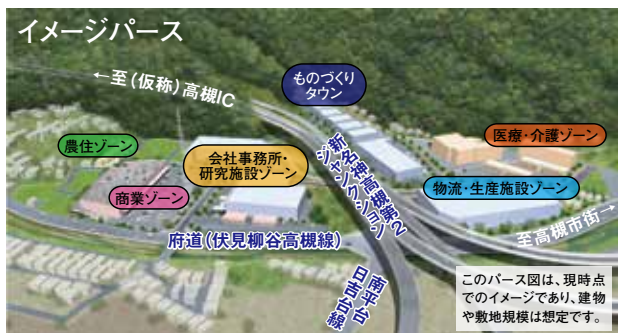 イメージパース
←至(仮称)高槻IC
ものづくり
タウン
農住ゾーン
会社事務所・
研究施設ゾーン
医療・介護ゾーン
商業ゾーン
物流・生産施設ゾーン
新名神高槻第2
ジャンクション
至高槻市街→
府道(伏見柳谷高槻線)
南平台
日吉台線
このパース図は、現時点
でのイメージであり、建物
や敷地規模は想定です。